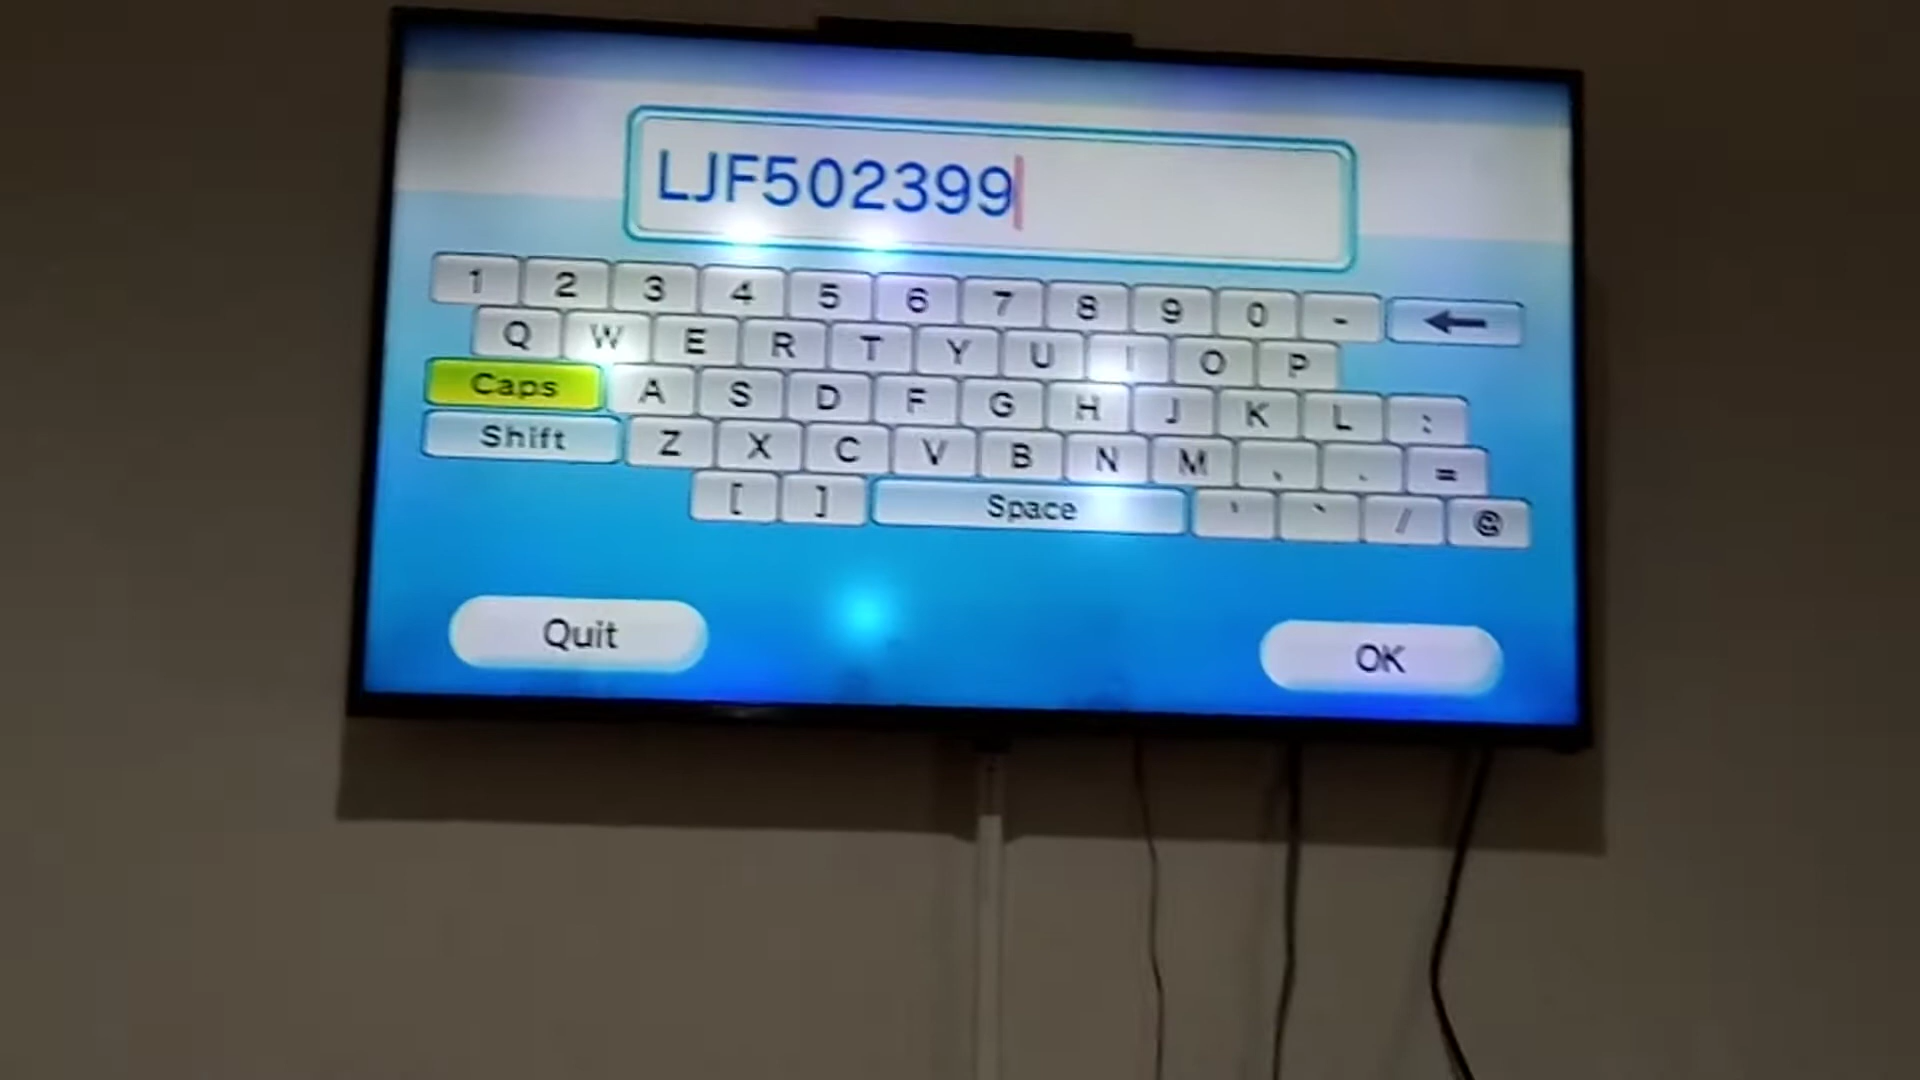 LJF502399
1 2 3 4 5 6 7 8 9 0 - ←
Q W E R T Y U I O P
Caps A S D F G H J K L :
Shift Z X C V B N M , . =
[ ] Space ' ` / @
Quit OK